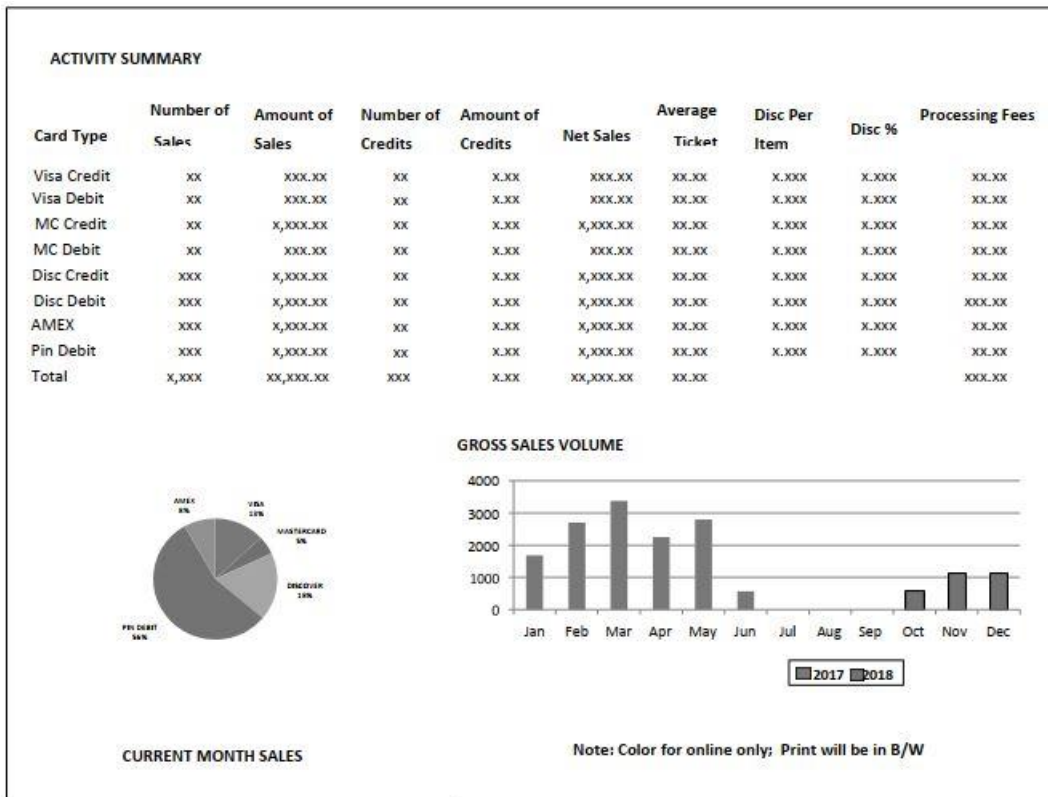 ACTIVITY SUMMARY
Card Type Number of Sales Amount of Sales Number of Credits Amount of Credits Net Sales Average Ticket Disc Per Item Disc % Processing Fees
Visa Credit xx xxx.xx xx x.xx xxx.xx xx.xx x.xxx x.xxx xx.xx
Visa Debit xx xxx.xx xx x.xx xxx.xx xx.xx x.xxx x.xxx xx.xx
MC Credit xx x,xxx.xx xx x.xx x,xxx.xx xx.xx x.xxx x.xxx xx.xx
MC Debit xx xxx.xx xx x.xx xxx.xx xx.xx x.xxx x.xxx xx.xx
Disc Credit xxx x,xxx.xx xx x.xx x,xxx.xx xx.xx x.xxx x.xxx xx.xx
Disc Debit xxx x,xxx.xx xx x.xx x,xxx.xx xx.xx x.xxx x.xxx xxx.xx
AMEX xxx x,xxx.xx xx x.xx x,xxx.xx xx.xx x.xxx x.xxx xx.xx
Pin Debit xxx x,xxx.xx xx x.xx x,xxx.xx xx.xx x.xxx x.xxx xx.xx
Total x,xxx xx,xxx.xx xxx x.xx xx,xxx.xx xx.xx xxx.xx
AMEX
8%
VISA
MASTERCARD
5%
DISCOVER
PIN DEBIT
56%
CURRENT MONTH SALES
GROSS SALES VOLUME
4000
3000
2000
1000
0
Jan Feb Mar Apr May Jun Jul Aug Sep Oct Nov Dec
2017 2018
Note: Color for online only; Print will be in B/W